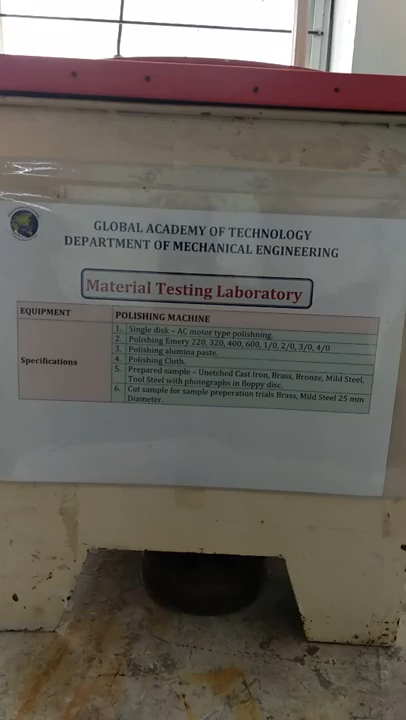 GLOBAL ACADEMY OF TECHNOLOGY
DEPARTMENT OF MECHANICAL ENGINEERING
Material Testing Laboratory
EQUIPMENT POLISHING MACHINE
Specifications
1. Single disk – AC motor type polishning.
2. Polishing Emery 220, 320, 400, 600, 1/0, 2/0, 3/0, 4/0
3. Polishing alumina paste.
4. Polishing Cloth.
5. Prepared sample – Unetched Cast Iron, Brass, Bronze, Mild Steel,
Tool Steel with photographs in floppy disc.
6. Cut sample for sample preperation trials Brass, Mild Steel 25 mm
Diameter.